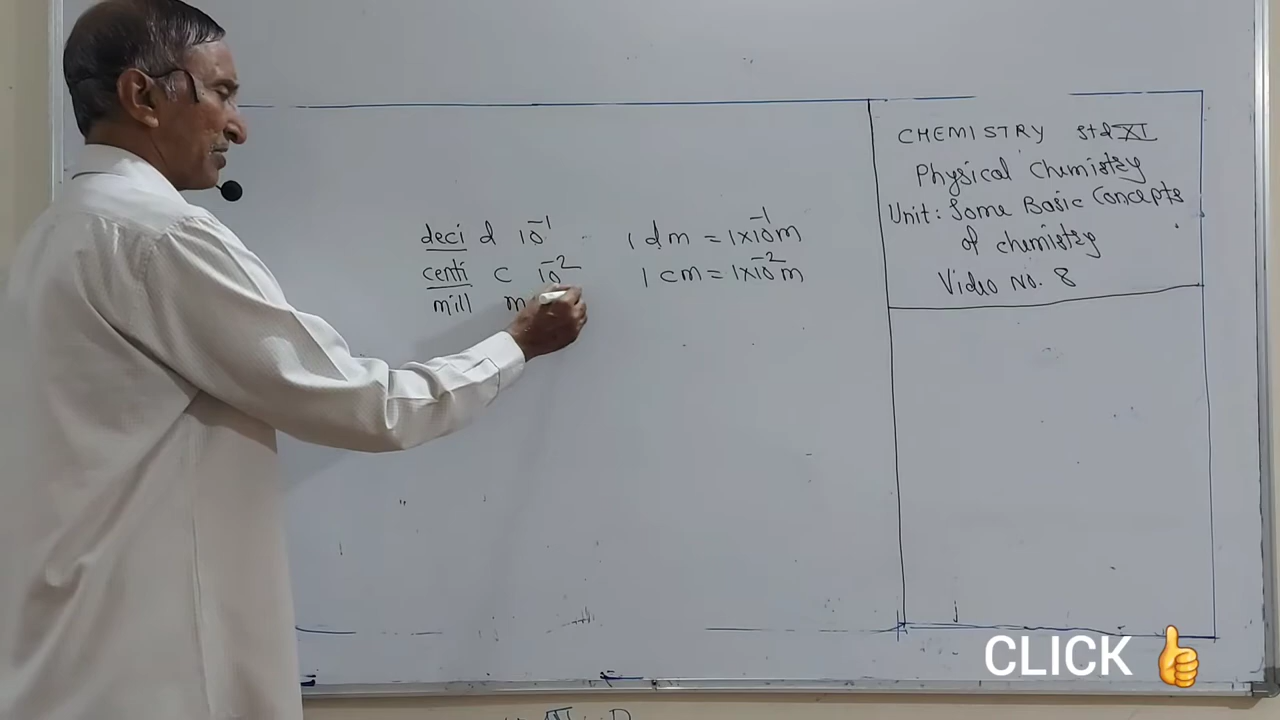 deci d 10⁻¹ 1 dm = 1x10⁻¹m
centi c 10⁻² 1 cm = 1x10⁻²m
mill m
CHEMISTRY std XI
Physical Chemistry
Unit: Some Basic Concepts
of chemistry
Video No. 8
CLICK 👍